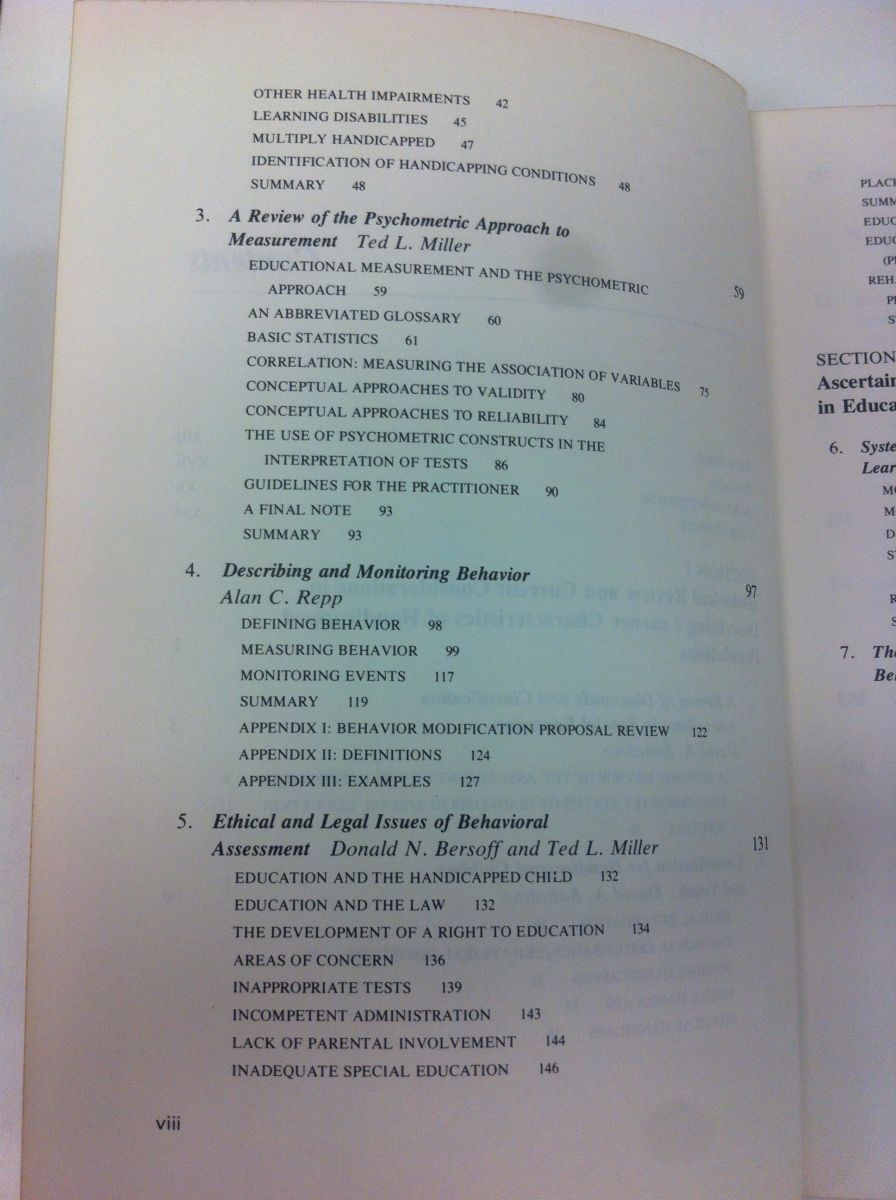 OTHER HEALTH IMPAIRMENTS 42
LEARNING DISABILITIES 45
MULTIPLY HANDICAPPED 47
IDENTIFICATION OF HANDICAPPING CONDITIONS 48
SUMMARY 48
3. A Review of the Psychometric Approach to
Measurement Ted L. Miller 59
EDUCATIONAL MEASUREMENT AND THE PSYCHOMETRIC
APPROACH 59
AN ABBREVIATED GLOSSARY 60
BASIC STATISTICS 61
CORRELATION: MEASURING THE ASSOCIATION OF VARIABLES 75
CONCEPTUAL APPROACHES TO VALIDITY 80
CONCEPTUAL APPROACHES TO RELIABILITY 84
THE USE OF PSYCHOMETRIC CONSTRUCTS IN THE
INTERPRETATION OF TESTS 86
GUIDELINES FOR THE PRACTITIONER 90
A FINAL NOTE 93
SUMMARY 93
4. Describing and Monitoring Behavior
Alan C. Repp 97
DEFINING BEHAVIOR 98
MEASURING BEHAVIOR 99
MONITORING EVENTS 117
SUMMARY 119
APPENDIX I: BEHAVIOR MODIFICATION PROPOSAL REVIEW 122
APPENDIX II: DEFINITIONS 124
APPENDIX III: EXAMPLES 127
5. Ethical and Legal Issues of Behavioral
Assessment Donald N. Bersoff and Ted L. Miller 131
EDUCATION AND THE HANDICAPPED CHILD 132
EDUCATION AND THE LAW 132
THE DEVELOPMENT OF A RIGHT TO EDUCATION 134
AREAS OF CONCERN 136
INAPPROPRIATE TESTS 139
INCOMPETENT ADMINISTRATION 143
LACK OF PARENTAL INVOLVEMENT 144
INADEQUATE SPECIAL EDUCATION 146
viii
SECTION
in
6.
7.